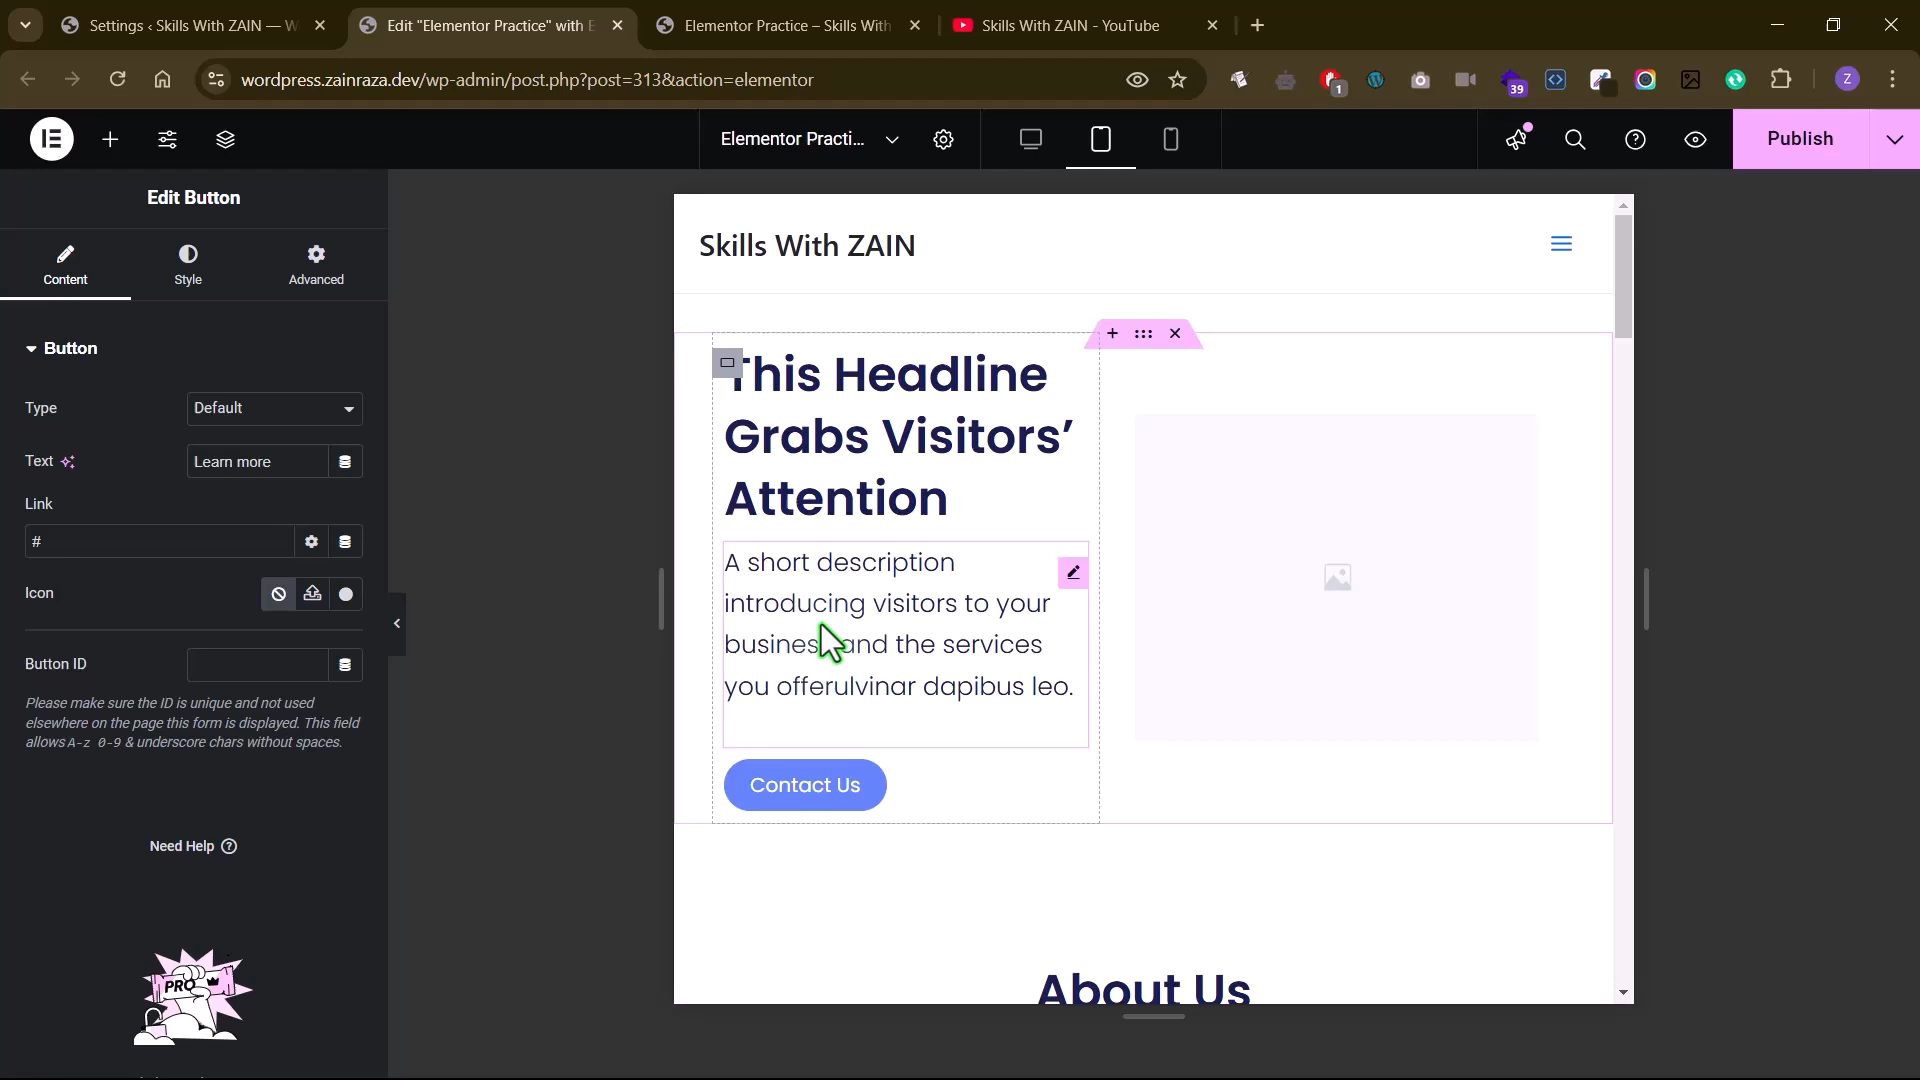 Settings ‹ Skills With ZAIN — W
Edit "Elementor Practice" with E
Elementor Practice – Skills With
Skills With ZAIN - YouTube
wordpress.zainraza.dev/wp-admin/post.php?post=313&action=elementor
1
39
Z
Elementor Practi...
Publish
Edit Button
Content
Style
Advanced
Button
Type
Default
Text
Learn more
Link
#
Icon
Button ID
Please make sure the ID is unique and not used
elsewhere on the page this form is displayed. This field
allows A-z 0-9 & underscore chars without spaces.
Need Help
PRO
Skills With ZAIN
This Headline
Grabs Visitors’
Attention
A short description
introducing visitors to your
business and the services
you offerulvinar dapibus leo.
Contact Us
About Us